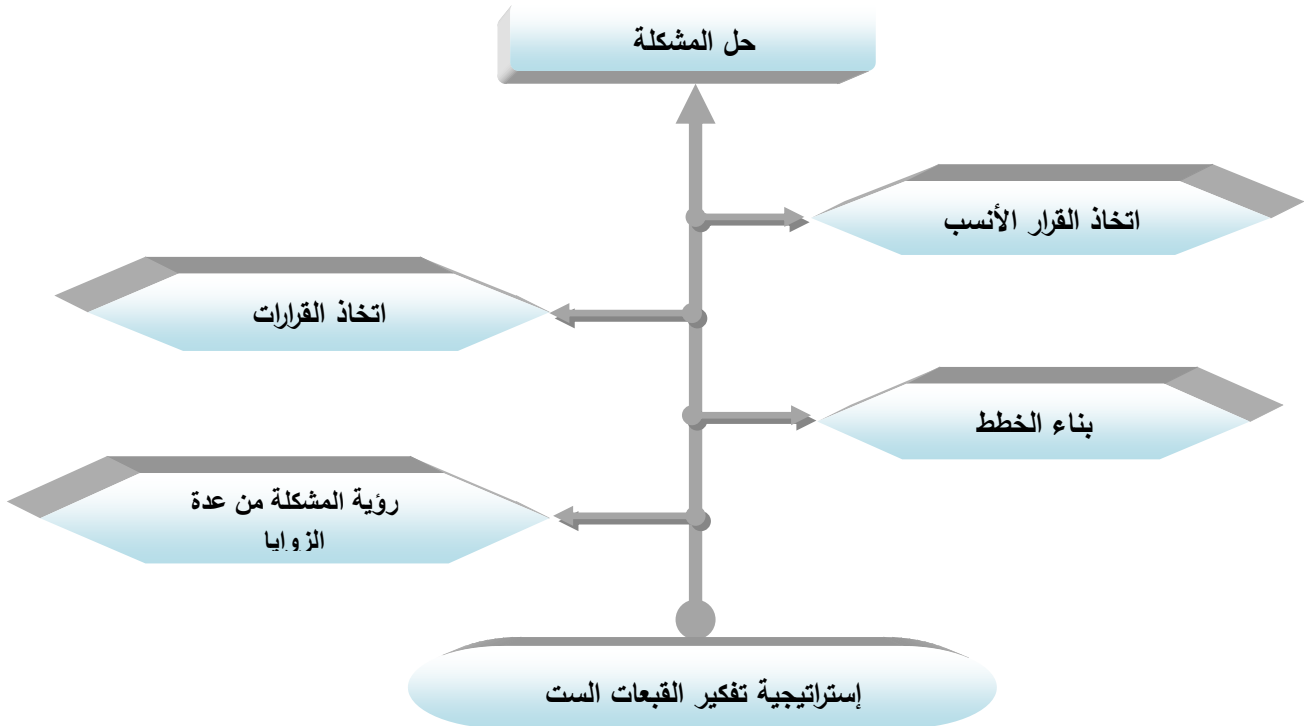 حل المشكلة
اتخاذ القرار الأنسب
اتخاذ القرارات
بناء الخطط
رؤية المشكلة من عدة
الزوايا
إستراتيجية تفكير القبعات الست